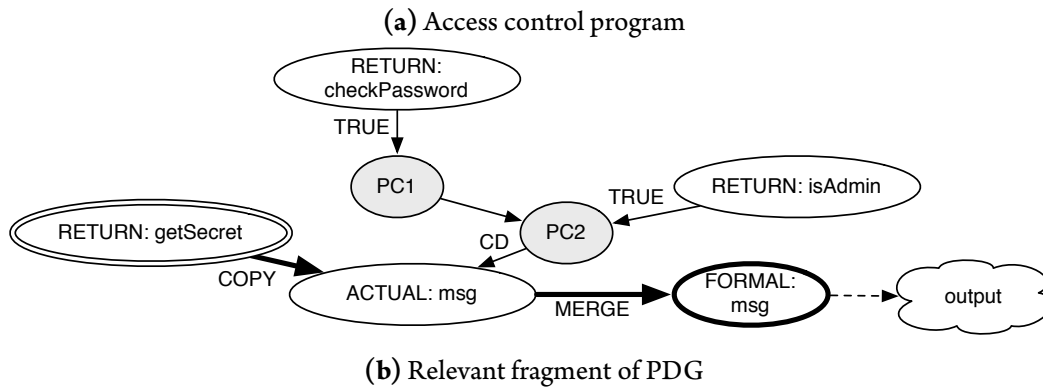 (a) Access control program
RETURN:
checkPassword
TRUE
PC1
RETURN: isAdmin
TRUE
RETURN: getSecret
PC2
CD
COPY
ACTUAL: msg
MERGE
FORMAL:
msg
output
(b) Relevant fragment of PDG